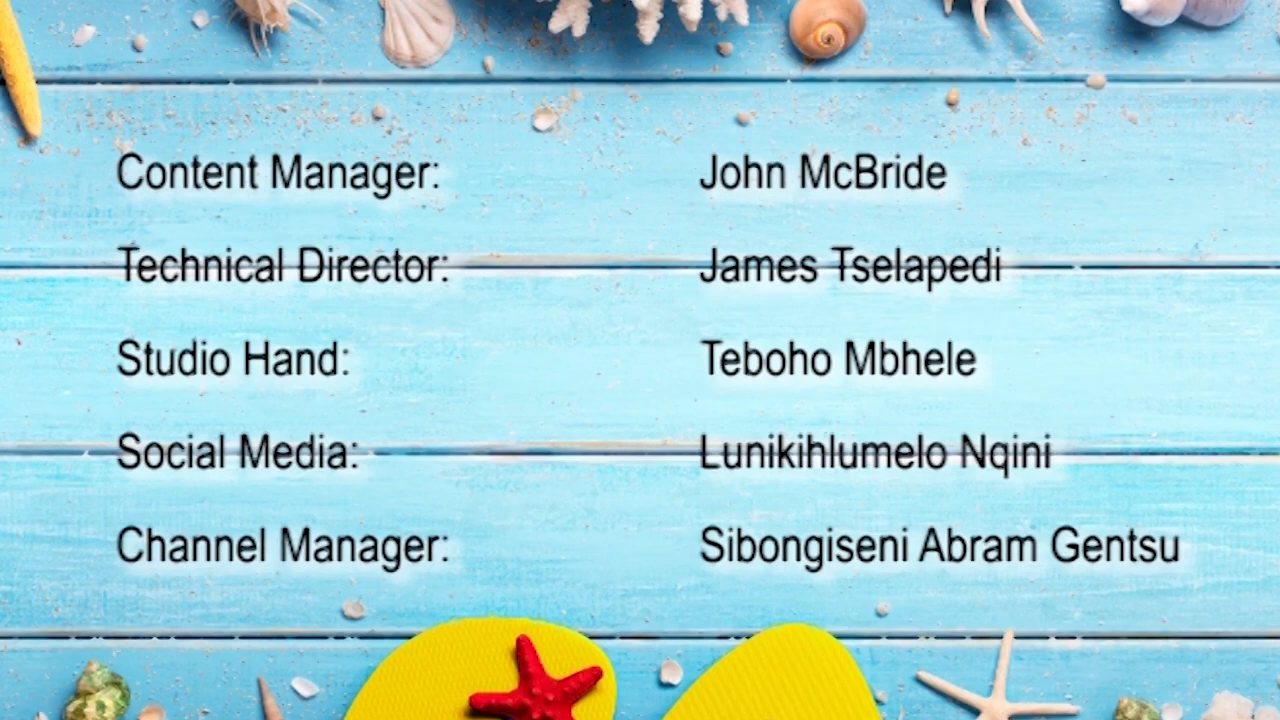 Content Manager: John McBride
Technical Director: James Tselapedi
Studio Hand: Teboho Mbhele
Social Media: Lunikihlumelo Nqini
Channel Manager: Sibongiseni Abram Gentsu